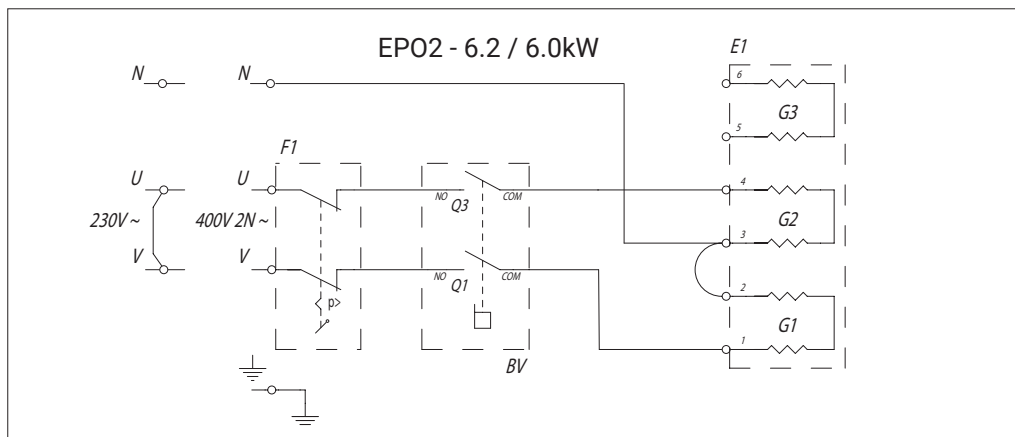 EPO2 - 6.2 / 6.0kW
E1
N N 6
G3
5
F1
U U NO Q3 COM 4
230V~ 400V 2N~ G2
3
V V NO Q1 COM 2
p>
G1
1
BV